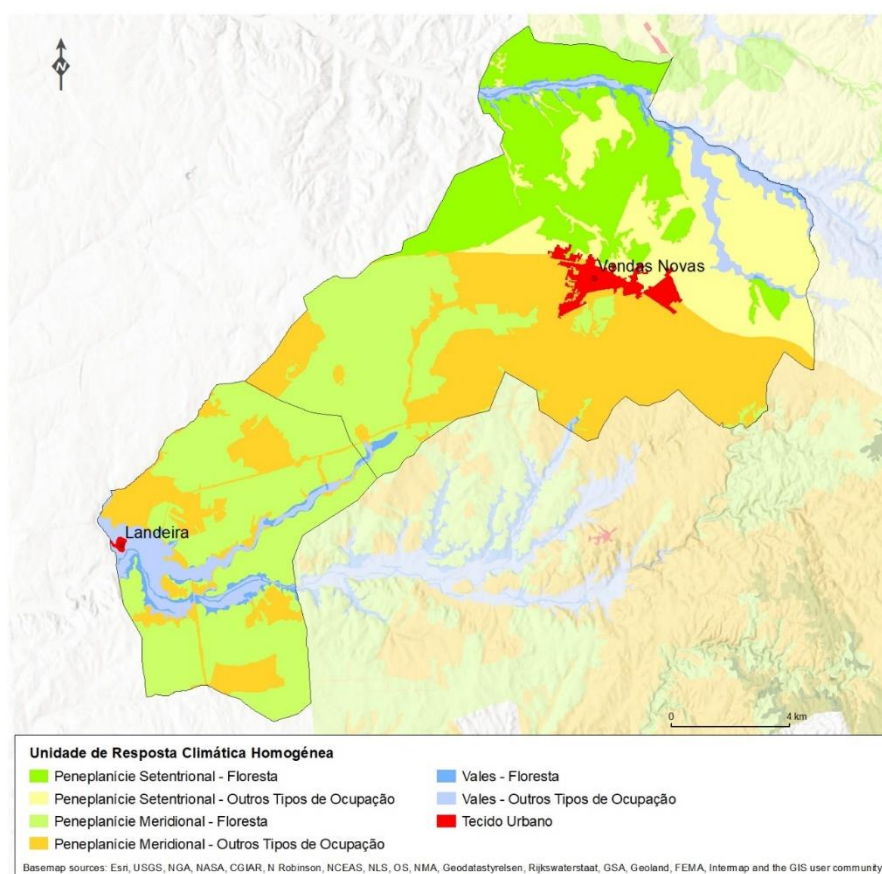 N
Vendas Novas
Landeira
0 4 km
Unidade de Resposta Climática Homogénea
Peneplanície Setentrional - Floresta
Peneplanície Setentrional - Outros Tipos de Ocupação
Peneplanície Meridional - Floresta
Peneplanície Meridional - Outros Tipos de Ocupação
Vales - Floresta
Vales - Outros Tipos de Ocupação
Tecido Urbano
Basemap sources: Esri, USGS, NGA, NASA, CGIAR, N Robinson, NCEAS, NLS, OS, NMA, Geodatastyrelsen, Rijkswaterstaat, GSA, Geoland, FEMA, Intermap and the GIS user community